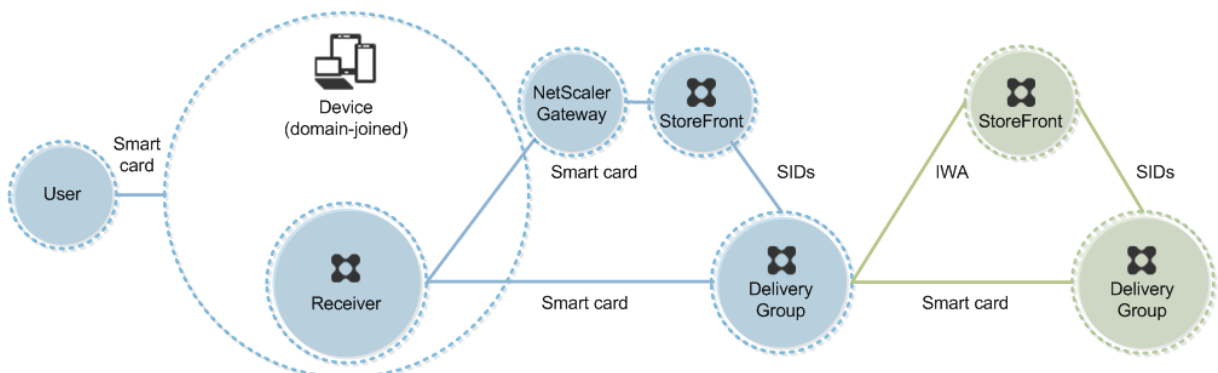 User
Smart
card
Device
(domain-joined)
Receiver
NetScaler
Gateway
StoreFront
Smart card
SIDs
Smart card
Delivery
Group
StoreFront
IWA
SIDs
Smart card
Delivery
Group